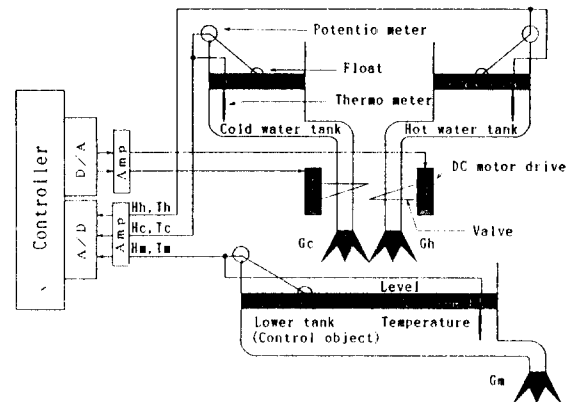 Potentio meter
Float
Thermo meter
Cold water tank
Hot water tank
Controller
D/A
Amp
DC motor drive
A/D
Amp
Hh, Th
Hc, Tc
Hm, Tm
Valve
Gc
Gh
Level
Lower tank
(Control object)
Temperature
Gm